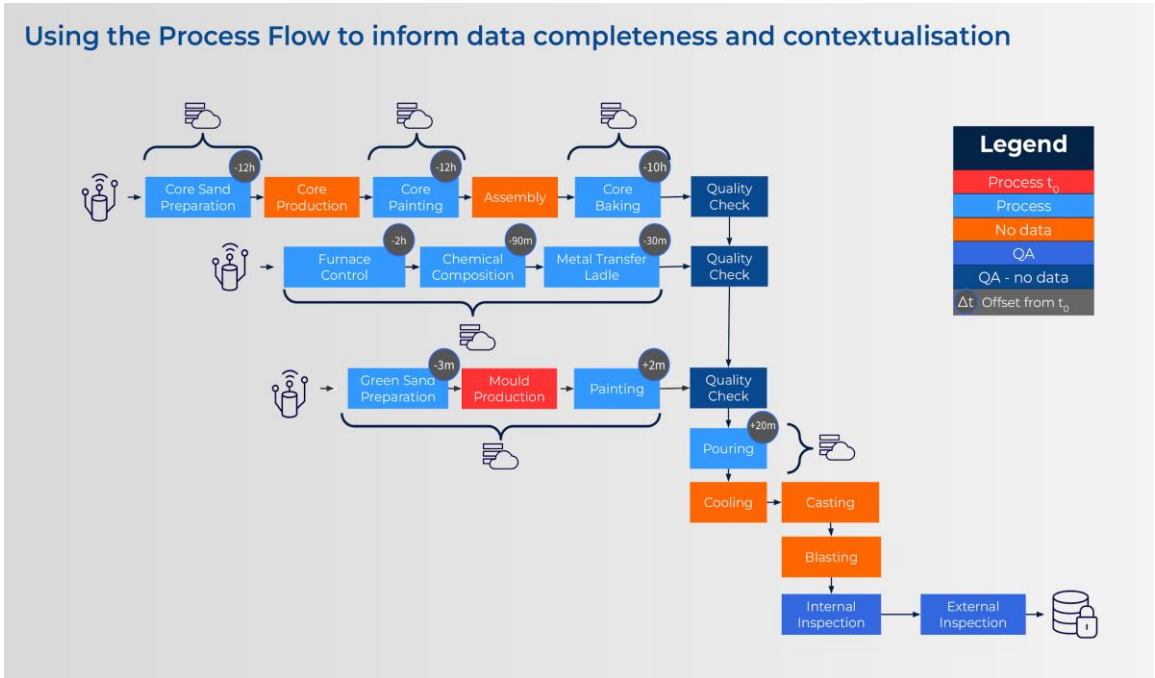 Using the Process Flow to inform data completeness and contextualisation
-12h
Core Sand
Preparation
Core
Production
-12h
Core
Painting
Assembly
-10h
Core
Baking
Quality
Check
-2h
Furnace
Control
-90m
Chemical
Composition
-30m
Metal Transfer
Ladle
Quality
Check
-3m
Green Sand
Preparation
Mould
Production
+2m
Painting
Quality
Check
+20m
Pouring
Cooling
Casting
Blasting
Internal
Inspection
External
Inspection
Legend
Process t₀
Process
No data
QA
QA - no data
Δt Offset from t₀